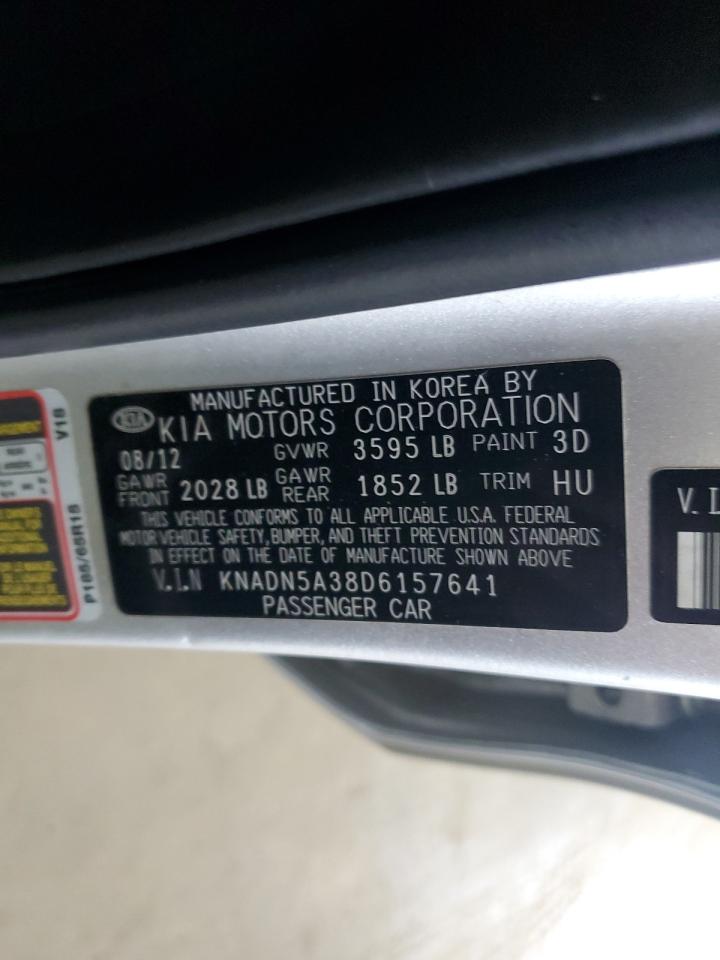 MANUFACTURED IN KOREA BY
KIA KIA MOTORS CORPORATION
08/12 GVWR 3595 LB PAINT 3D
GAWR FRONT 2028 LB GAWR REAR 1852 LB TRIM HU
THIS VEHICLE CONFORMS TO ALL APPLICABLE U.S.A. FEDERAL
MOTOR VEHICLE SAFETY, BUMPER, AND THEFT PREVENTION STANDARDS
IN EFFECT ON THE DATE OF MANUFACTURE SHOWN ABOVE
V.I.N KNADN5A38D6157641
PASSENGER CAR
V1S
P185/65R15
V.I